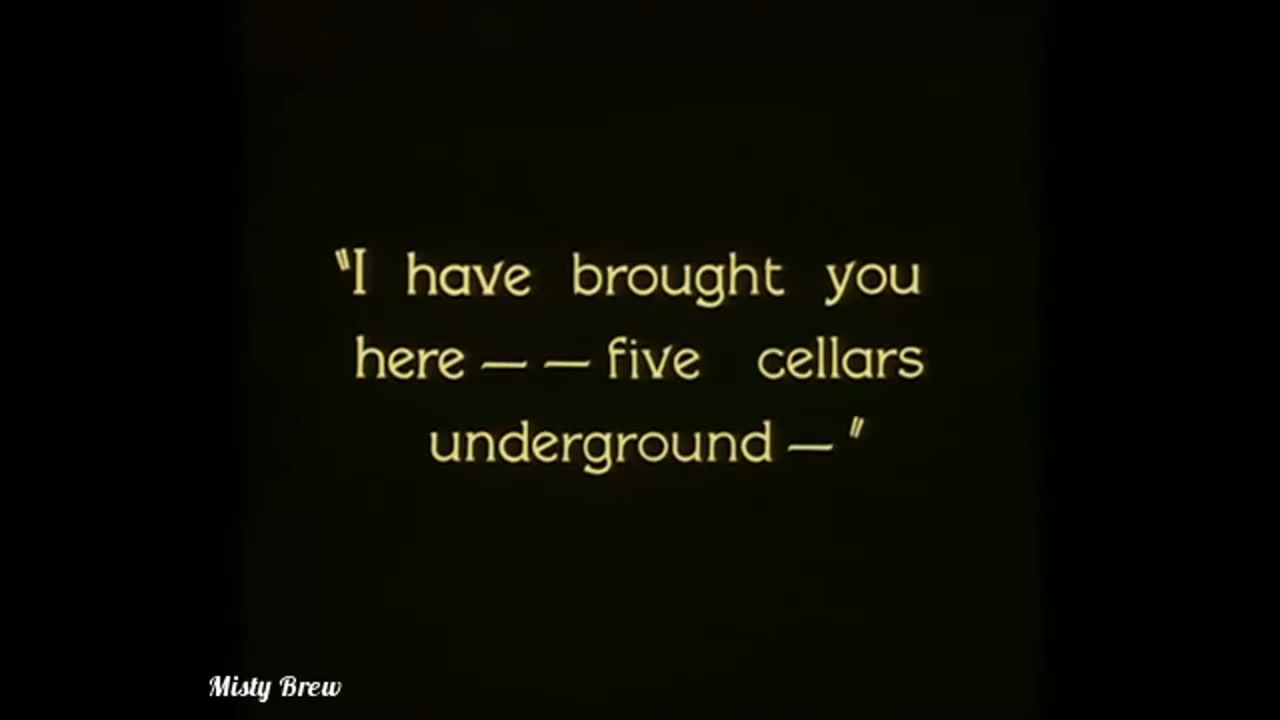 "I have brought you
here — — five cellars
underground — "
Misty Brew